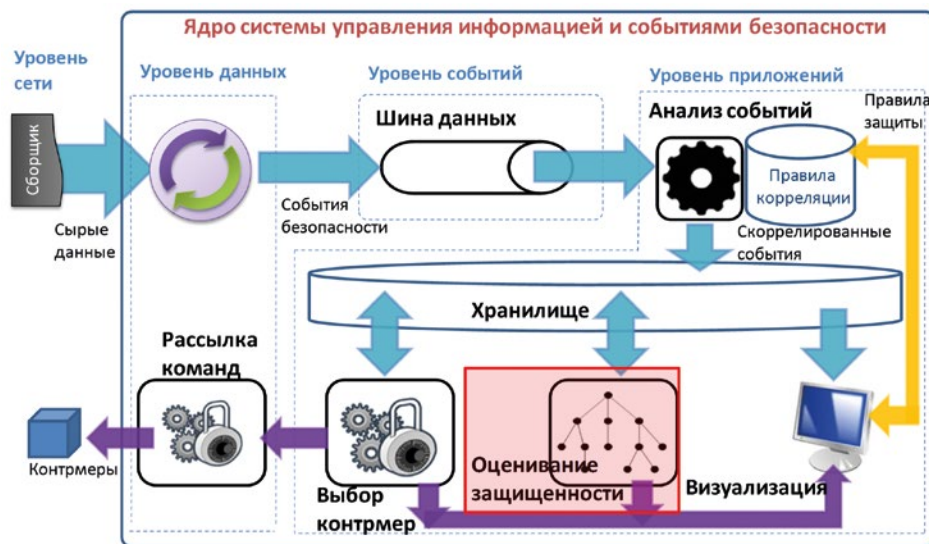 Ядро системы управления информацией и событиями безопасности
Уровень
сети
Уровень данных
Уровень событий
Уровень приложений
Сборщик
Шина данных
Анализ событий
Правила
защиты
Правила
корреляции
Сырые
данные
События
безопасности
Скоррелированные
события
Хранилище
Рассылка
команд
Контрмеры
Выбор
контрмер
Оценивание
защищенности
Визуализация